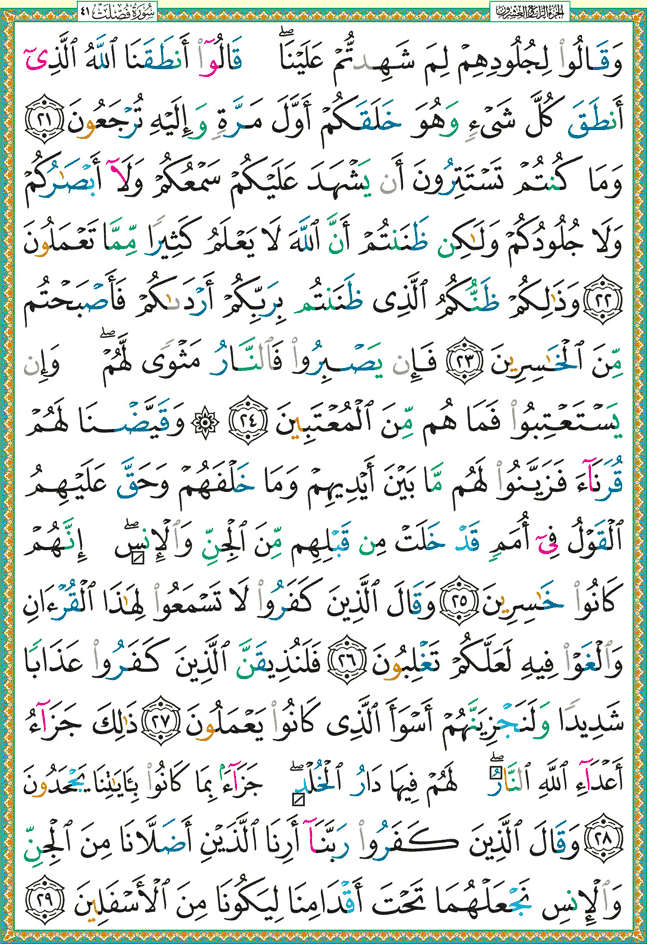 سُورَةُ فُصِّلَتْ ٤١
الجزء الرابع والعشرون
وَقَالُوا۟ لِجُلُودِهِمْ لِمَ شَهِدتُّمْ عَلَيْنَا ۖ قَالُوٓا۟ أَنطَقَنَا ٱللَّهُ ٱلَّذِىٓ
أَنطَقَ كُلَّ شَىْءٍ وَهُوَ خَلَقَكُمْ أَوَّلَ مَرَّةٍ وَإِلَيْهِ تُرْجَعُونَ ٢١
وَمَا كُنتُمْ تَسْتَتِرُونَ أَن يَشْهَدَ عَلَيْكُمْ سَمْعُكُمْ وَلَآ أَبْصَٰرُكُمْ
وَلَا جُلُودُكُمْ وَلَٰكِن ظَنَنتُمْ أَنَّ ٱللَّهَ لَا يَعْلَمُ كَثِيرًا مِّمَّا تَعْمَلُونَ
٢٢ وَذَٰلِكُمْ ظَنُّكُمُ ٱلَّذِى ظَنَنتُم بِرَبِّكُمْ أَرْدَىٰكُمْ فَأَصْبَحْتُم
مِّنَ ٱلْخَٰسِرِينَ ٢٣ فَإِن يَصْبِرُوا۟ فَٱلنَّارُ مَثْوًى لَّهُمْ ۖ وَإِن
يَسْتَعْتِبُوا۟ فَمَا هُم مِّنَ ٱلْمُعْتَبِينَ ٢٤ ۞ وَقَيَّضْنَا لَهُمْ
قُرَنَآءَ فَزَيَّنُوا۟ لَهُم مَّا بَيْنَ أَيْدِيهِمْ وَمَا خَلْفَهُمْ وَحَقَّ عَلَيْهِمُ
ٱلْقَوْلُ فِىٓ أُمَمٍ قَدْ خَلَتْ مِن قَبْلِهِم مِّنَ ٱلْجِنِّ وَٱلْإِنسِ ۖ إِنَّهُمْ
كَانُوا۟ خَٰسِرِينَ ٢٥ وَقَالَ ٱلَّذِينَ كَفَرُوا۟ لَا تَسْمَعُوا۟ لِهَٰذَا ٱلْقُرْءَانِ
وَٱلْغَوْا۟ فِيهِ لَعَلَّكُمْ تَغْلِبُونَ ٢٦ فَلَنُذِيقَنَّ ٱلَّذِينَ كَفَرُوا۟ عَذَابًا
شَدِيدًا وَلَنَجْزِيَنَّهُمْ أَسْوَأَ ٱلَّذِى كَانُوا۟ يَعْمَلُونَ ٢٧ ذَٰلِكَ جَزَآءُ
أَعْدَآءِ ٱللَّهِ ٱلنَّارُ ۖ لَهُمْ فِيهَا دَارُ ٱلْخُلْدِ ۖ جَزَآءًۢ بِمَا كَانُوا۟ بِـَٔايَٰتِنَا يَجْحَدُونَ
٢٨ وَقَالَ ٱلَّذِينَ كَفَرُوا۟ رَبَّنَآ أَرِنَا ٱلَّذَيْنِ أَضَلَّانَا مِنَ ٱلْجِنِّ
وَٱلْإِنسِ نَجْعَلْهُمَا تَحْتَ أَقْدَامِنَا لِيَكُونَا مِنَ ٱلْأَسْفَلِينَ ٢٩